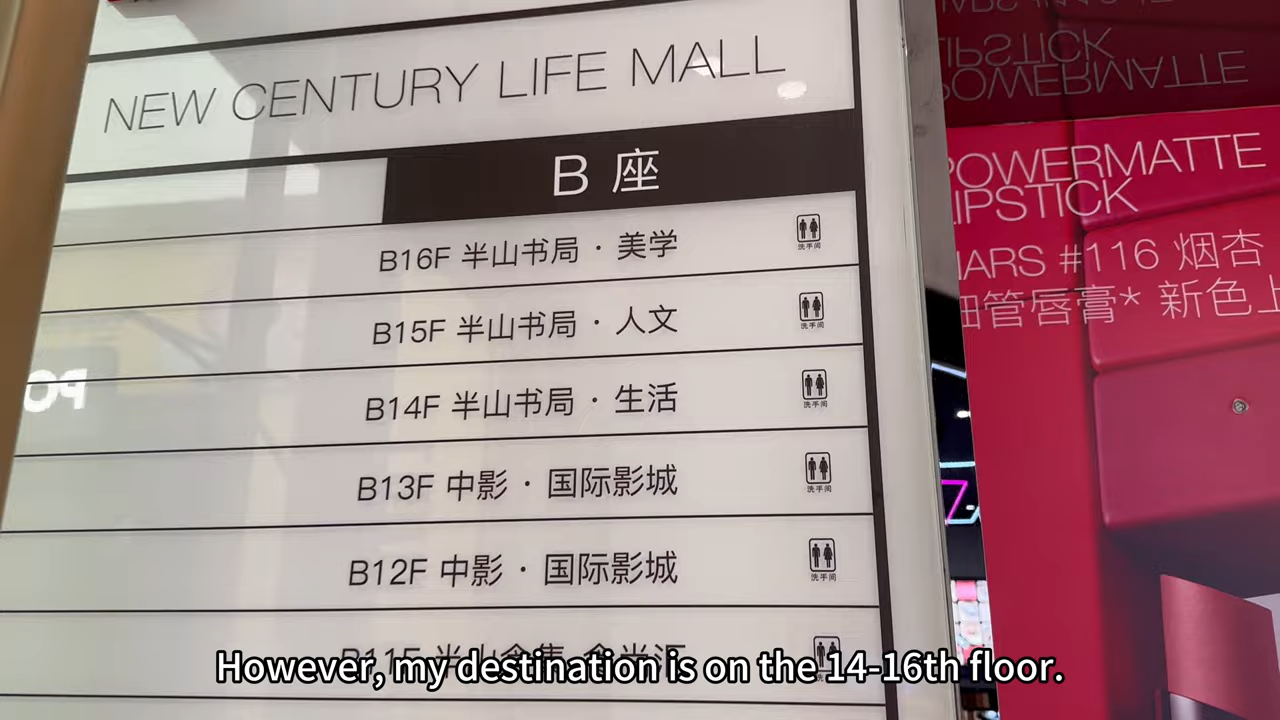 NEW CENTURY LIFE MALL
B 座
B16F 半山书局 · 美学
洗手间
B15F 半山书局 · 人文
洗手间
B14F 半山书局 · 生活
洗手间
B13F 中影 · 国际影城
洗手间
B12F 中影 · 国际影城
洗手间
POWERMATTE
LIPSTICK
MARS #116 烟杏
细管唇膏* 新色上
However, my destination is on the 14-16th floor.